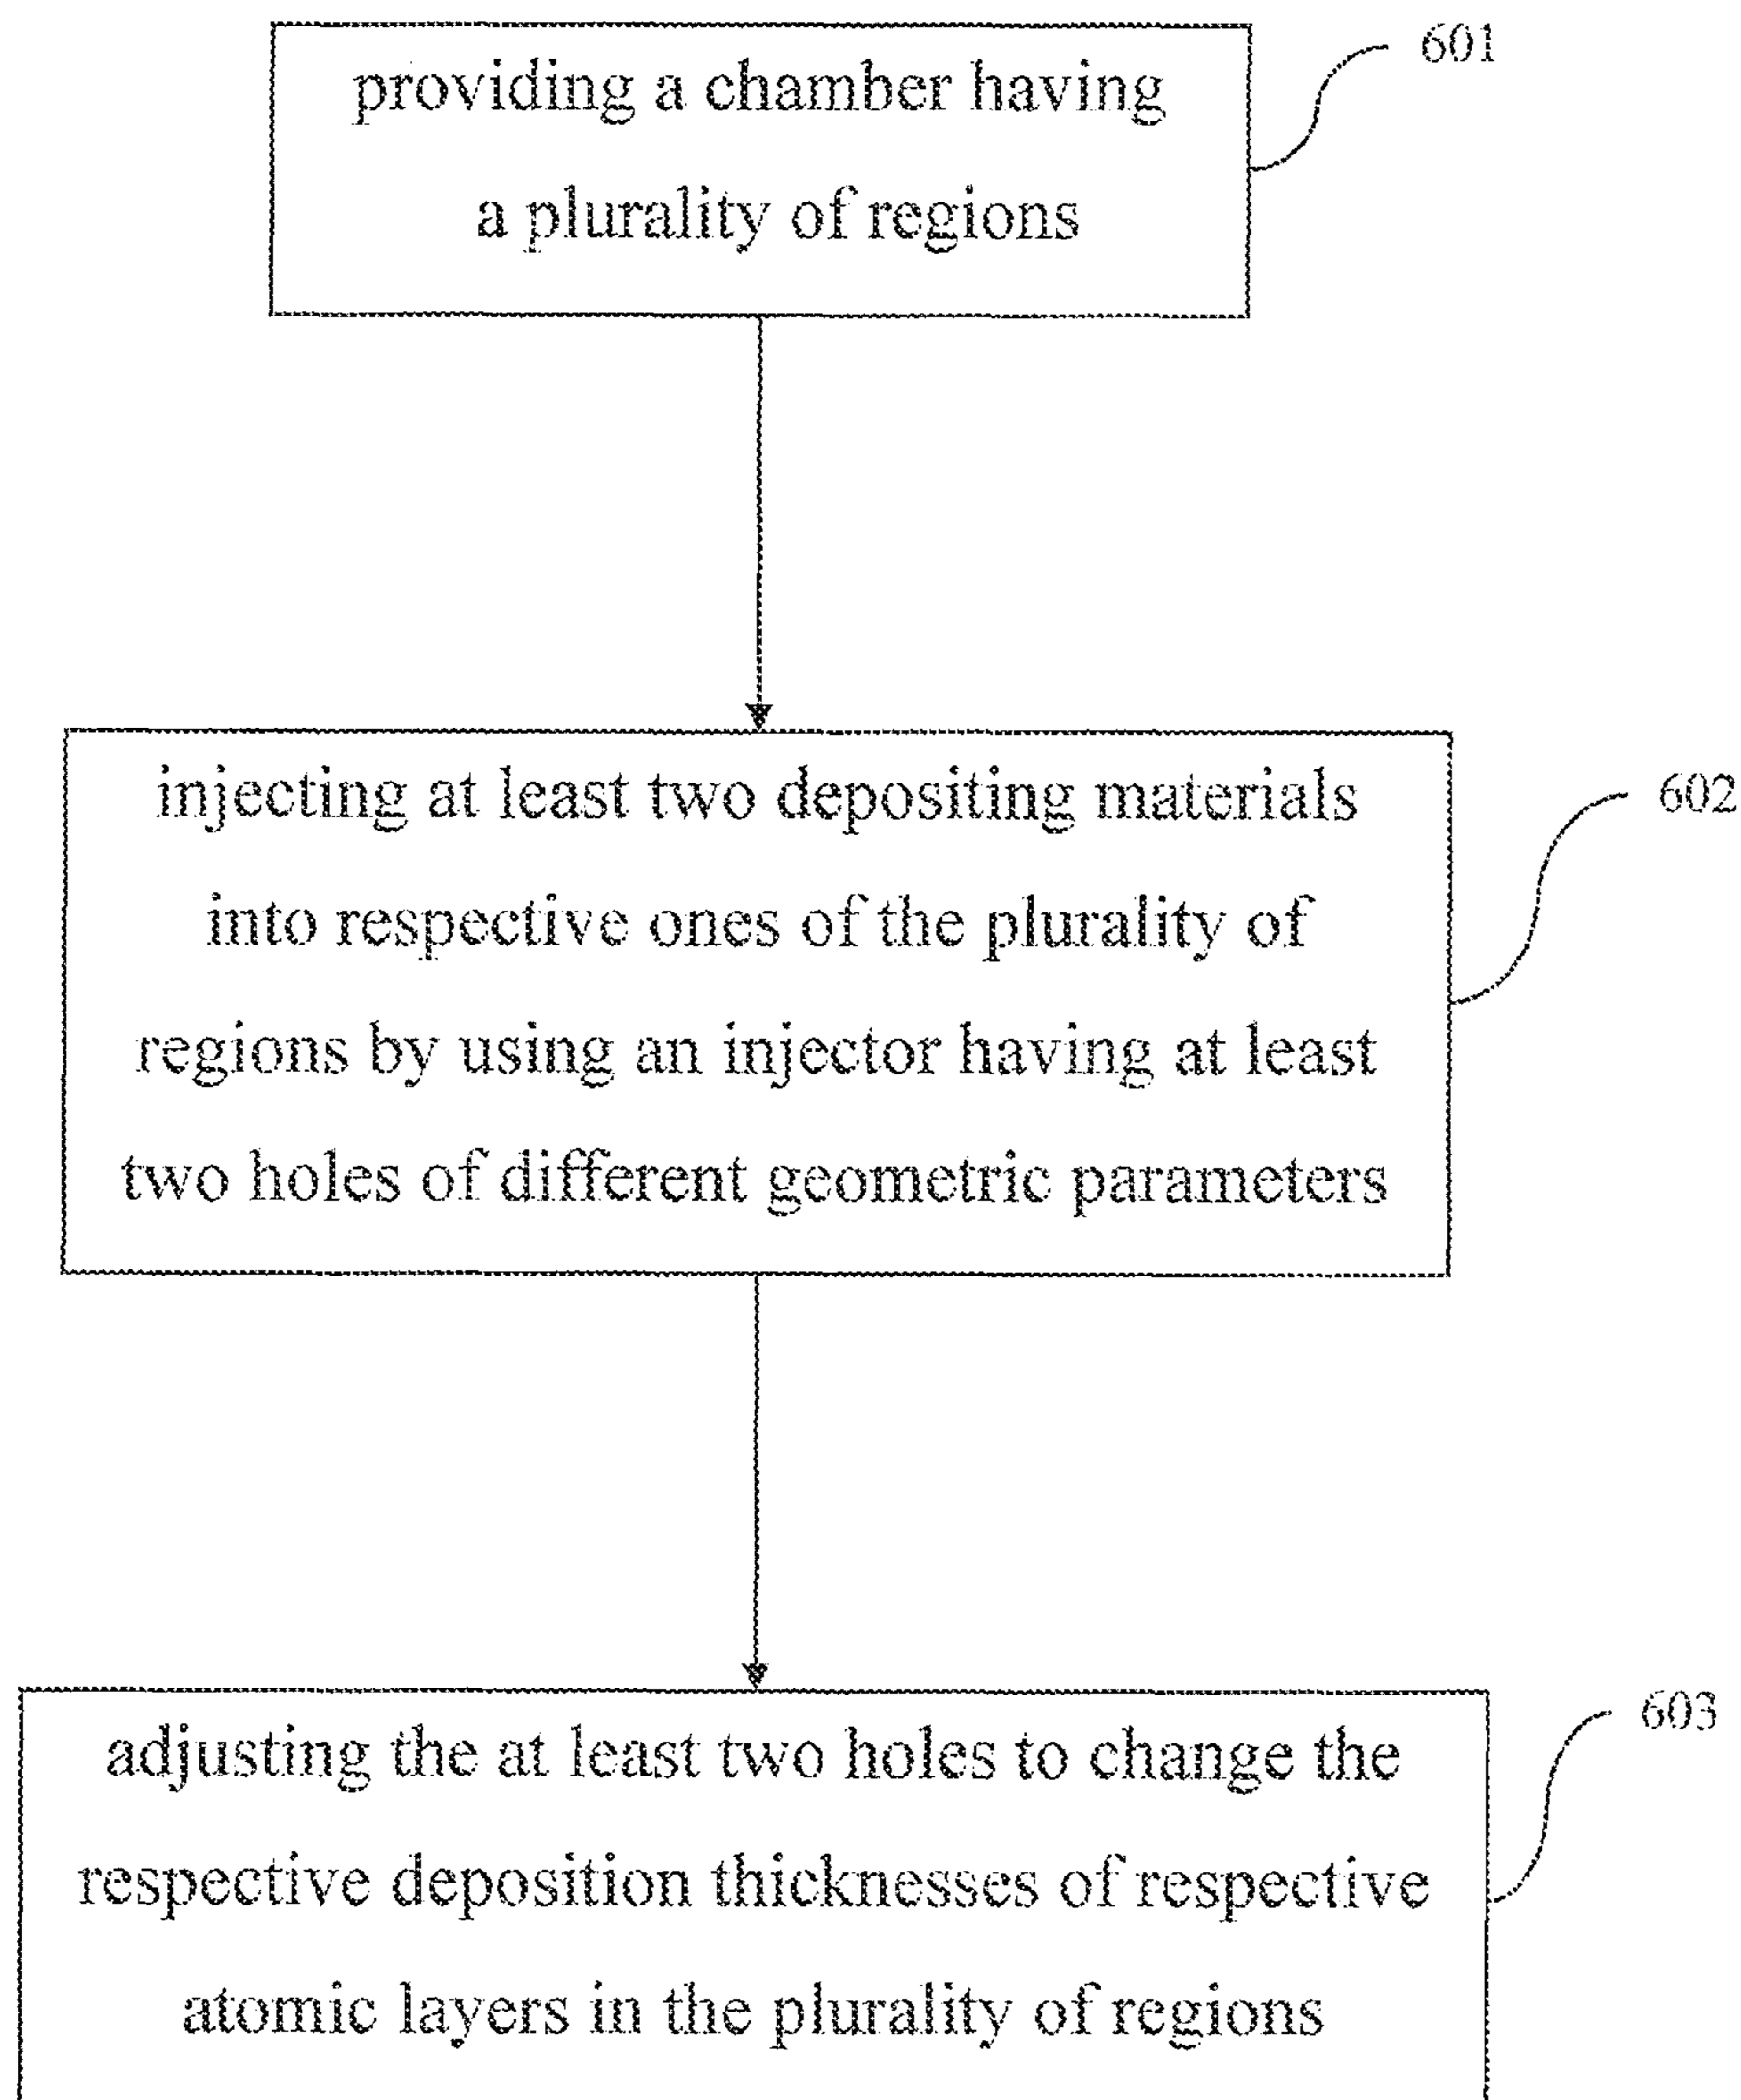 providing a chamber having
a plurality of regions
601
injecting at least two depositing materials
into respective ones of the plurality of
regions by using an injector having at least
two holes of different geometric parameters
602
adjusting the at least two holes to change the
respective deposition thicknesses of respective
atomic layers in the plurality of regions
603